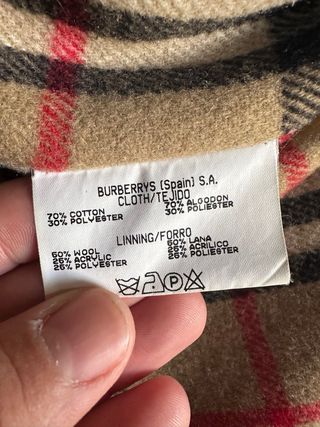 BURBERRYS (Spain) S.A.
CLOTH/TEJIDO
70% COTTON 70% ALGODON
30% POLYESTER 30% POLIESTER
LINNING/FORRO
50% WOOL 50% LANA
25% ACRYLIC 25% ACRILICO
25% POLYESTER 25% POLIESTER
P